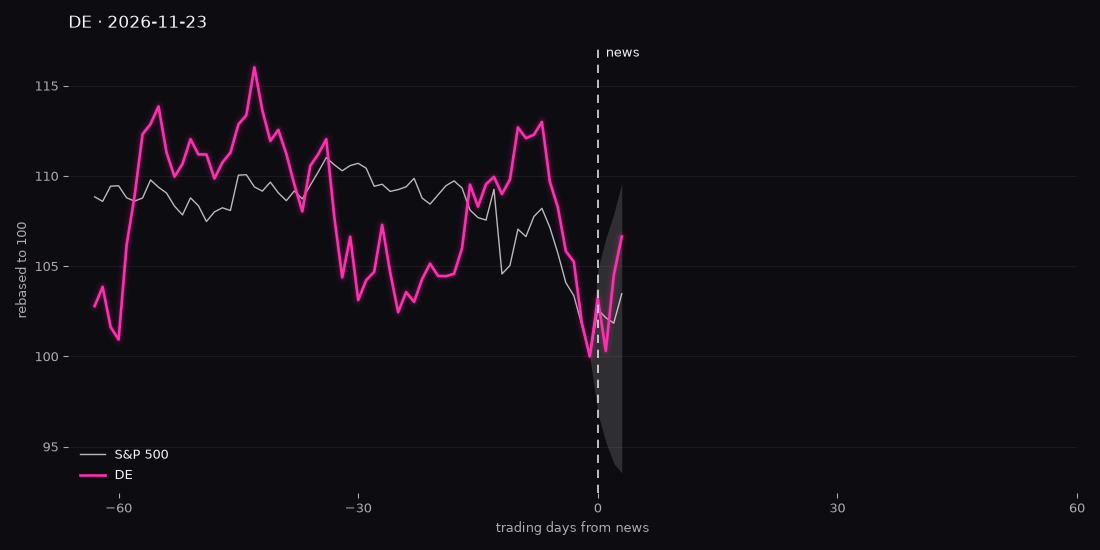 DE · 2026-11-23
news
115
110
105
100
95
rebased to 100
S&P 500
DE
−60
−30
0
30
60
trading days from news